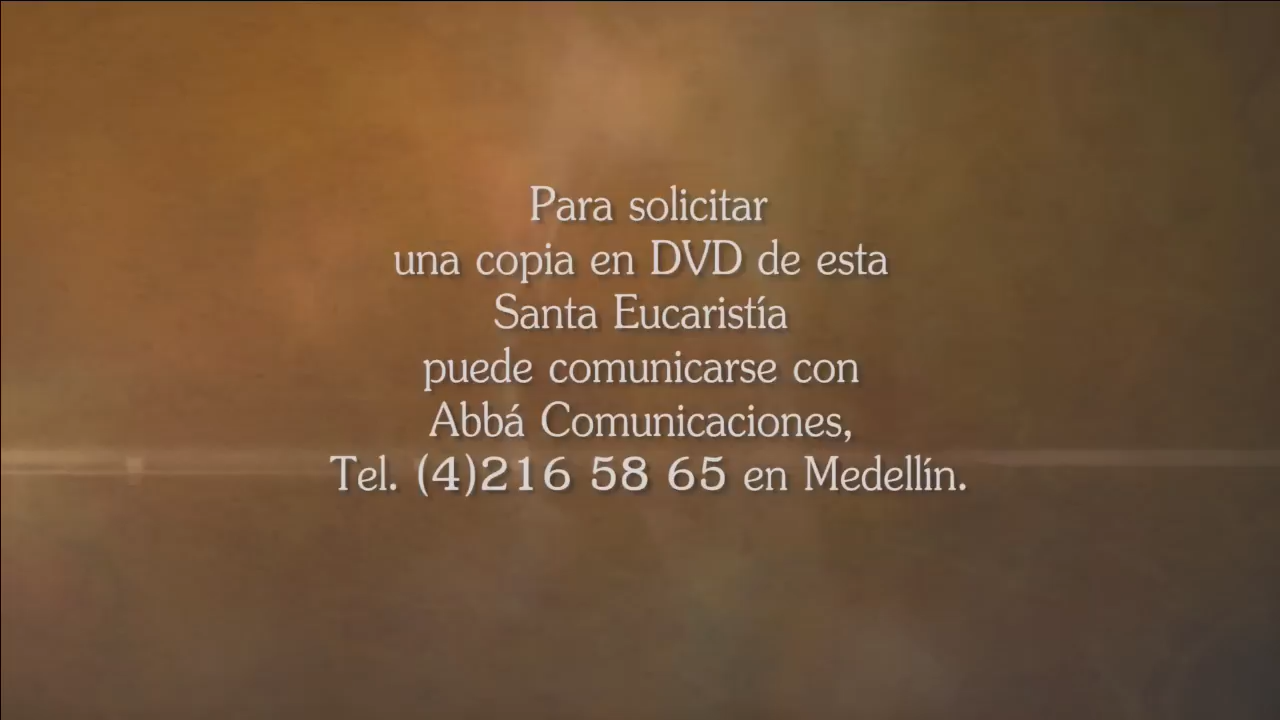 Para solicitar
una copia en DVD de esta
Santa Eucaristía
puede comunicarse con
Abbá Comunicaciones,
Tel. (4)216 58 65 en Medellín.